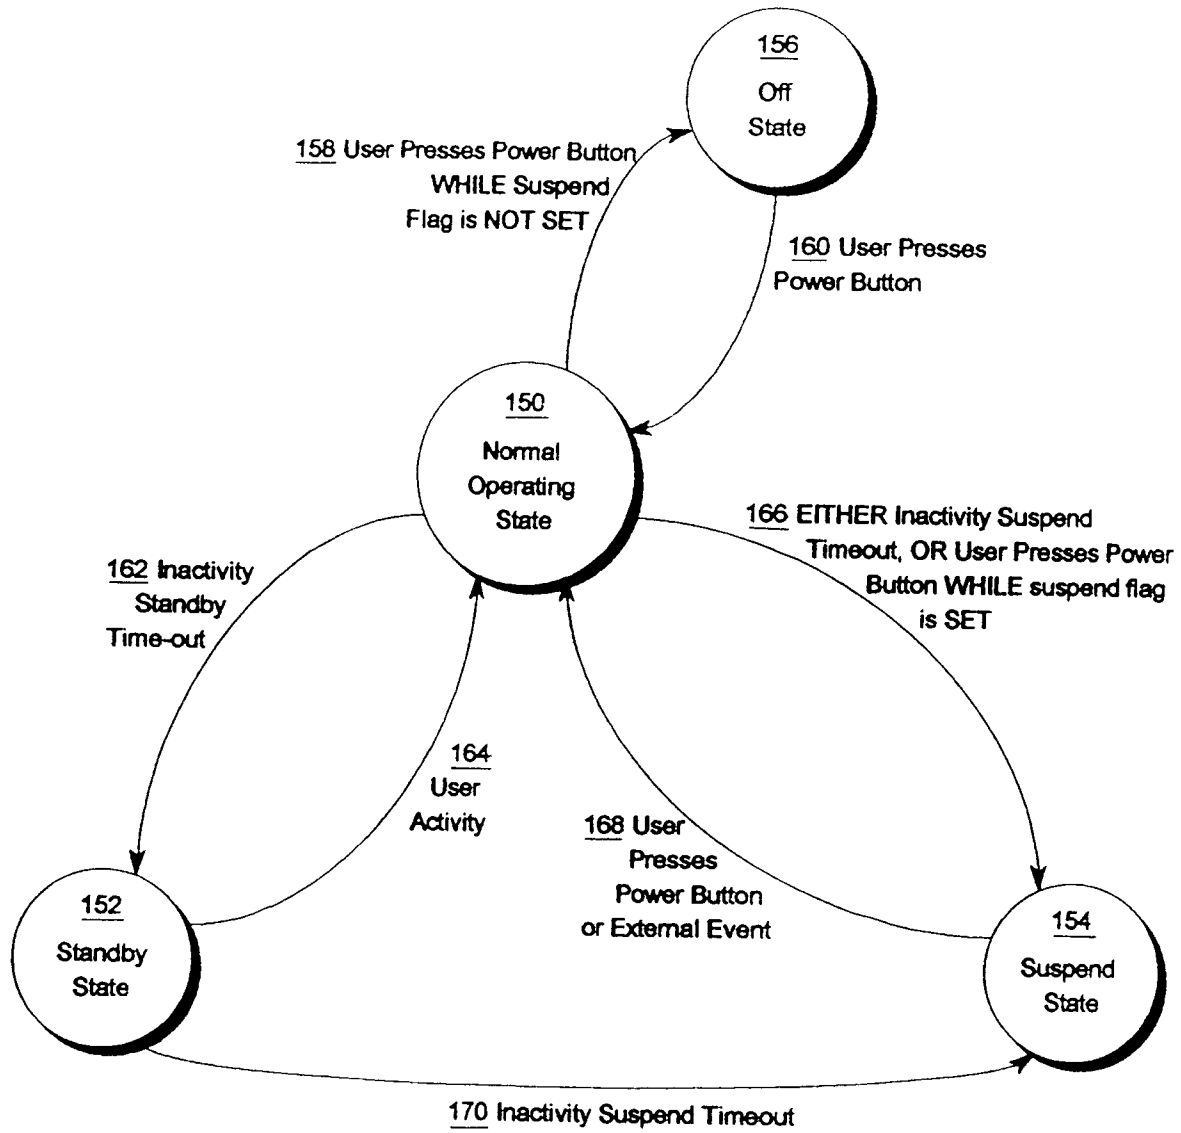 156
Off
State
158 User Presses Power Button
WHILE Suspend
Flag is NOT SET
160 User Presses
Power Button
150
Normal
Operating
State
166 EITHER Inactivity Suspend
Timeout, OR User Presses Power
Button WHILE suspend flag
is SET
162 Inactivity
Standby
Time-out
164
User
Activity
168 User
Presses
Power Button
or External Event
152
Standby
State
154
Suspend
State
170 Inactivity Suspend Timeout